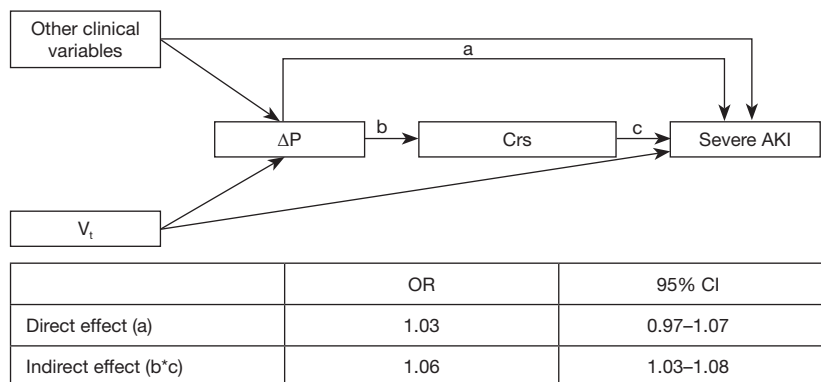 Other clinical
variables
a
ΔP
b
Crs
c
Severe AKI
Vt
OR 95% CI
Direct effect (a) 1.03 0.97–1.07
Indirect effect (b*c) 1.06 1.03–1.08